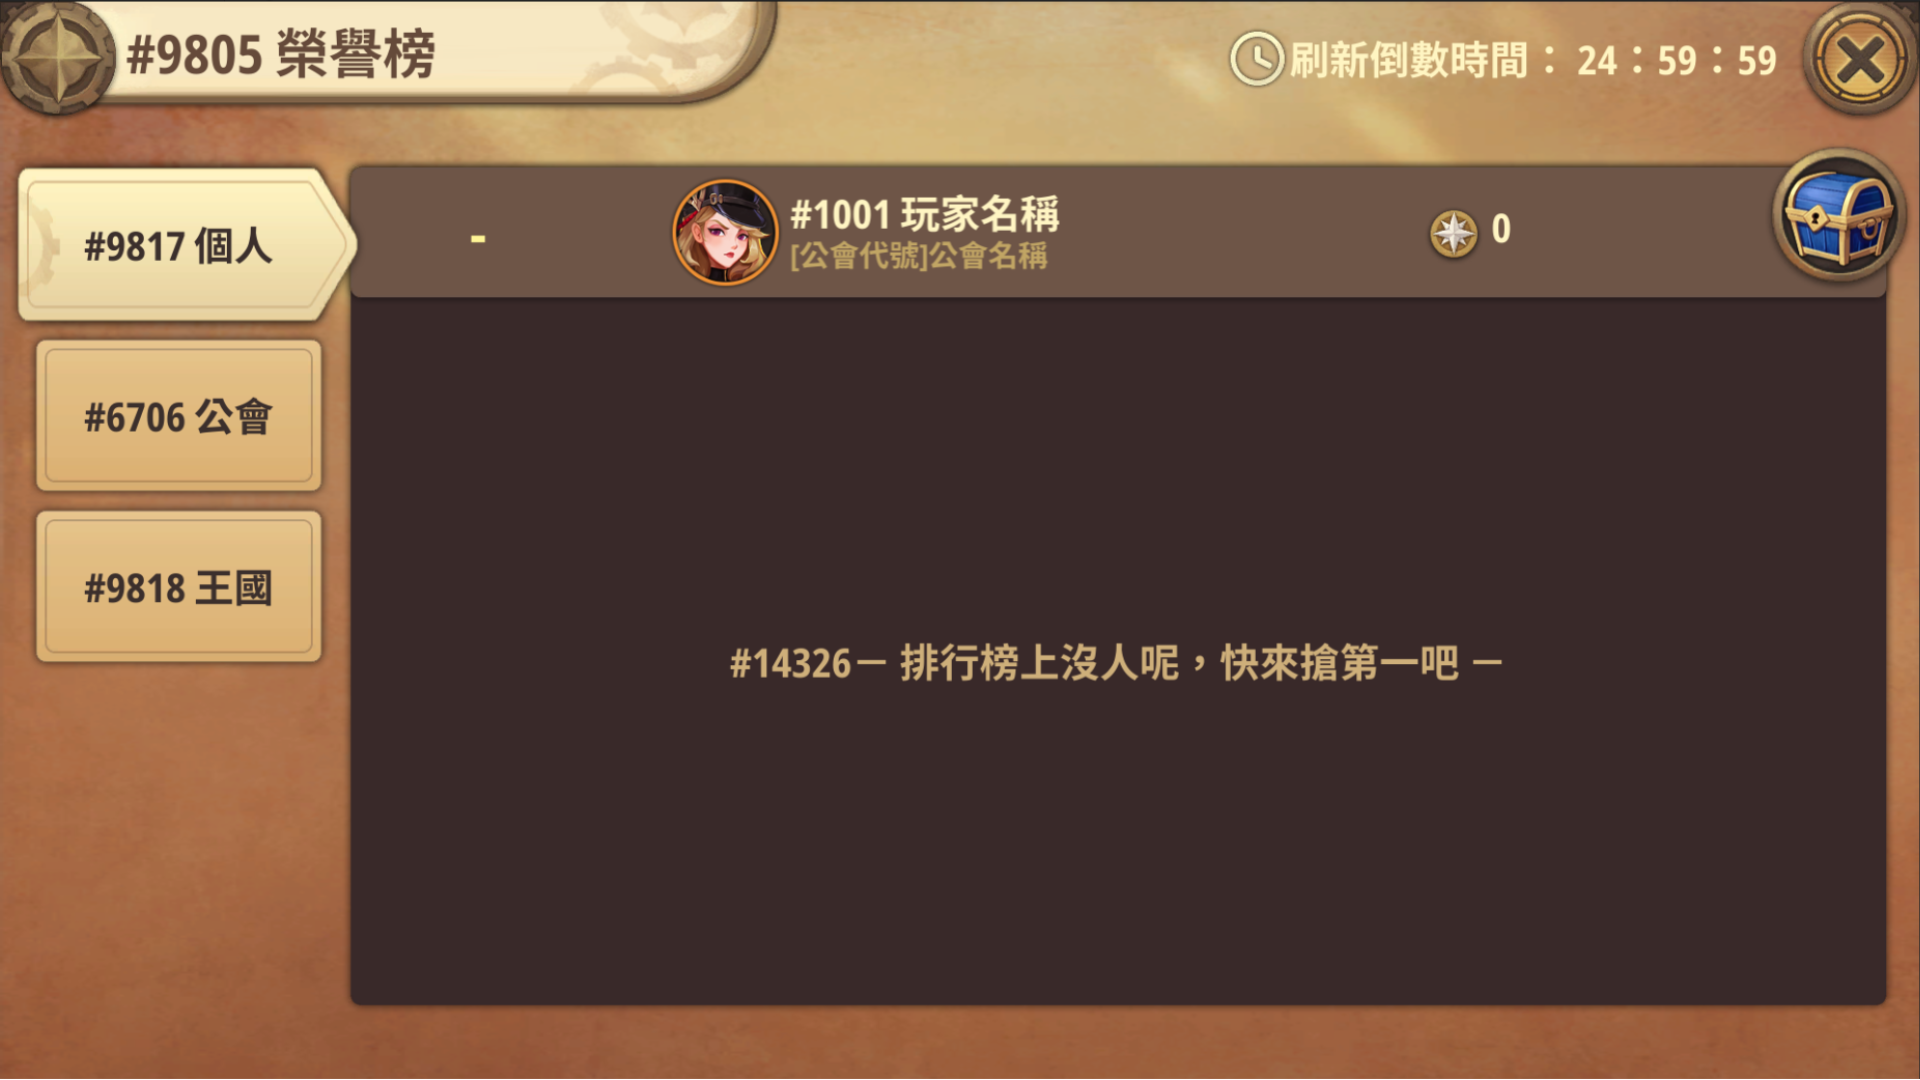 #9805 榮譽榜
刷新倒數時間：24：59：59
#9817 個人
#6706 公會
#9818 王國
-
#1001 玩家名稱
[公會代號]公會名稱
0
#14326－ 排行榜上沒人呢，快來搶第一吧 －